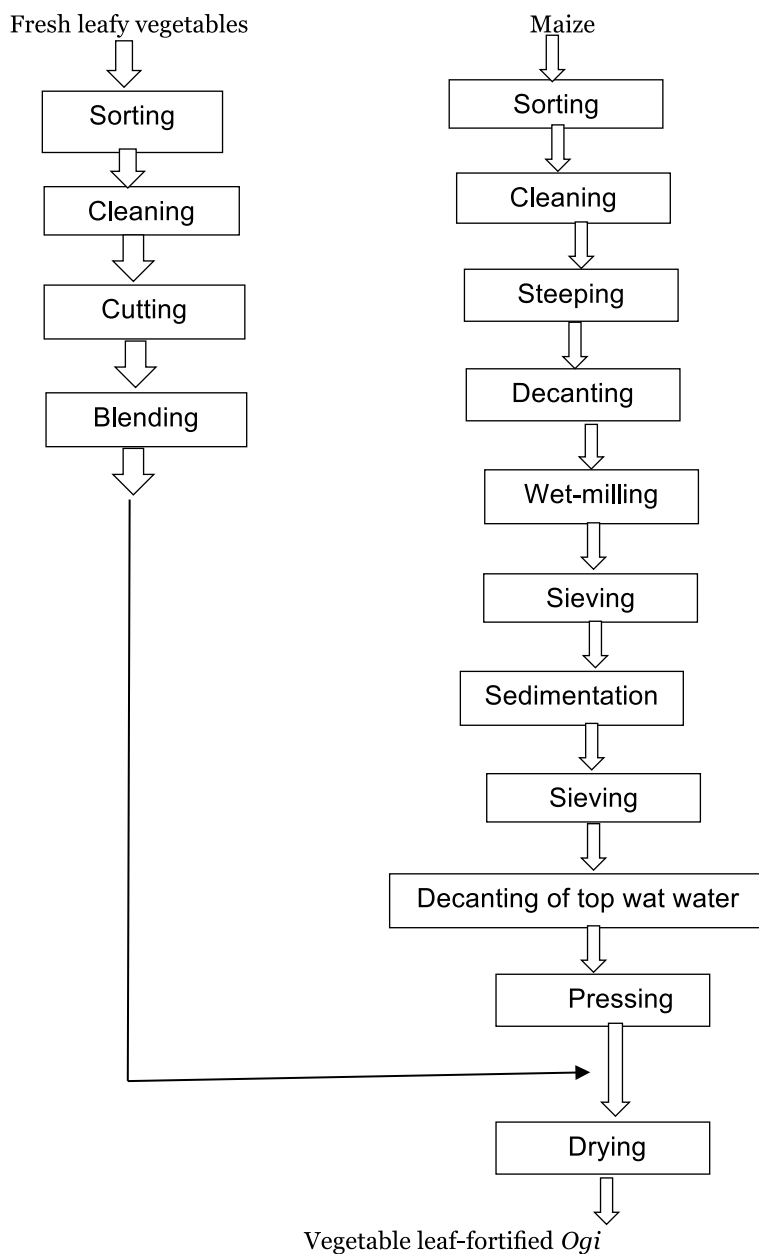 Fresh leafy vegetables
Sorting
Cleaning
Cutting
Blending
Maize
Sorting
Cleaning
Steeping
Decanting
Wet-milling
Sieving
Sedimentation
Sieving
Decanting of top wat water
Pressing
Drying
Vegetable leaf-fortified Ogi